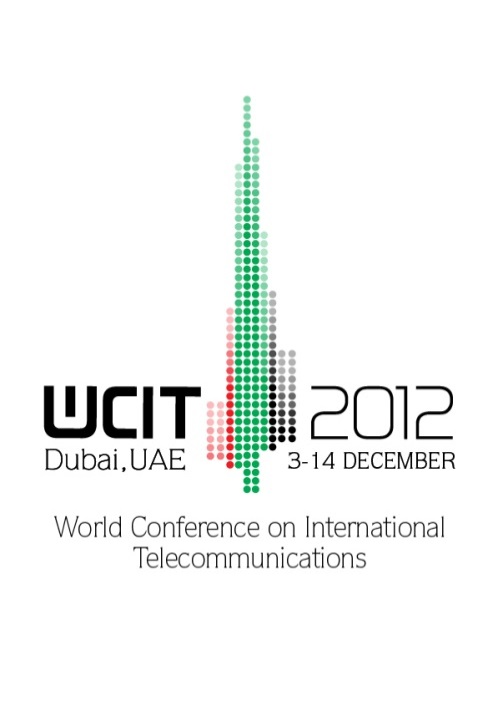 WCIT 2012
Dubai, UAE 3-14 DECEMBER
World Conference on International
Telecommunications